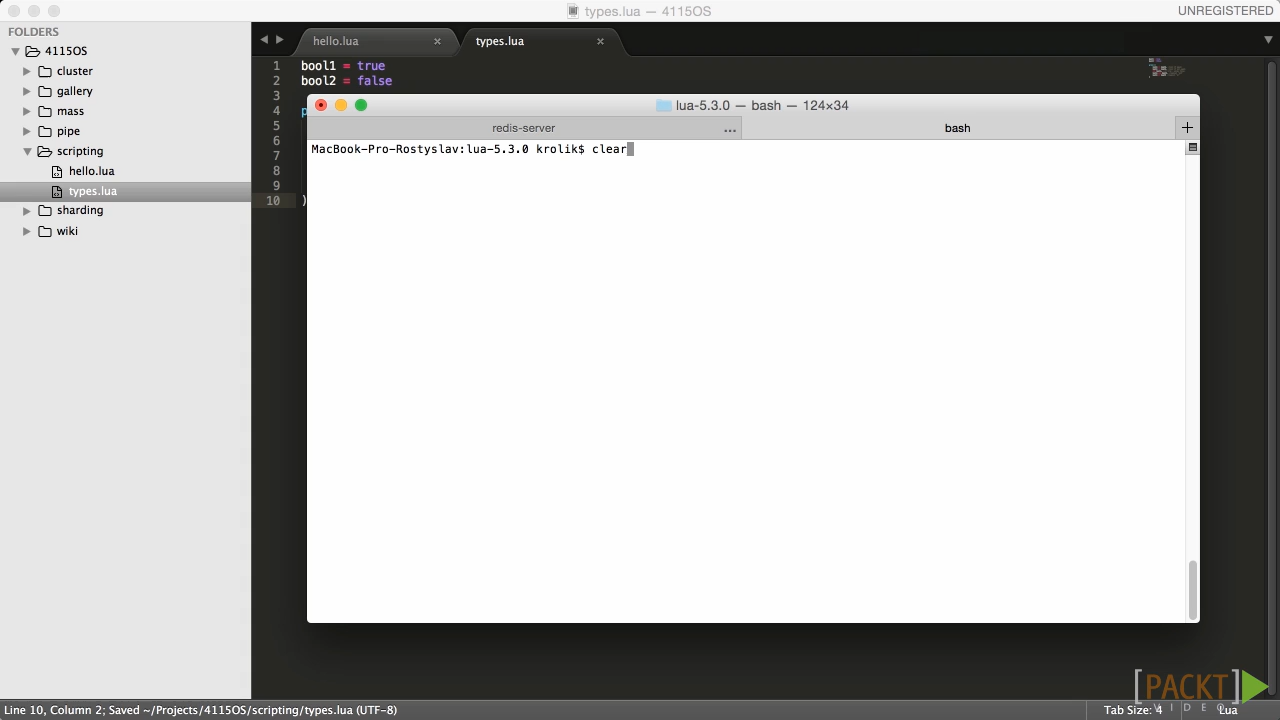 types.lua — 4115OS
UNREGISTERED
FOLDERS
4115OS
cluster
gallery
mass
pipe
scripting
hello.lua
types.lua
sharding
wiki
hello.lua
types.lua
1 bool1 = true
2 bool2 = false
3
4 p
5
6
7
8
9
10 )
lua-5.3.0 — bash — 124×34
redis-server ...
bash
+
MacBook-Pro-Rostyslav:lua-5.3.0 krolik$ clear
[PACKT]
VIDEO
Line 10, Column 2; Saved ~/Projects/4115OS/scripting/types.lua (UTF-8)
Tab Size: 4
Lua